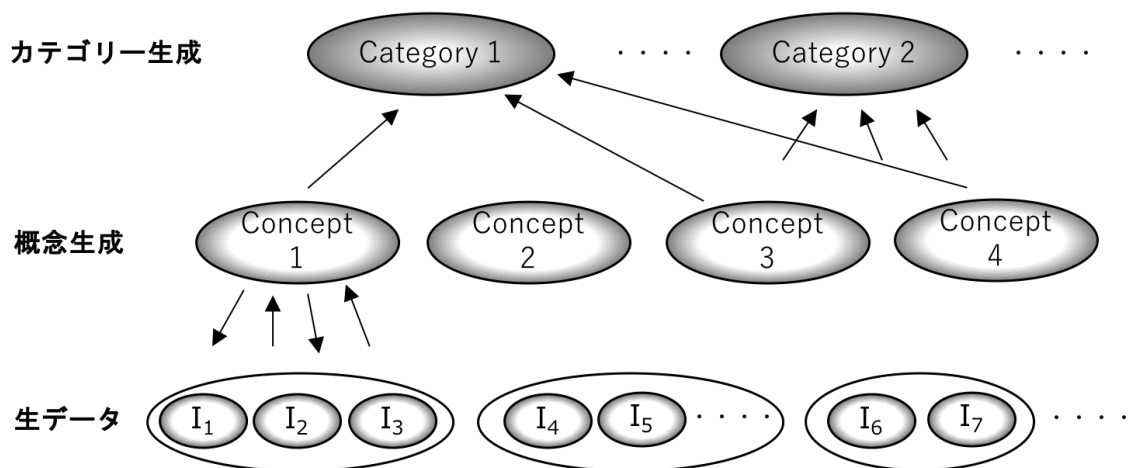 カテゴリー生成
Category 1
・・・・
Category 2
・・・・
概念生成
Concept
1
Concept
2
Concept
3
Concept
4
生データ
I₁
I₂
I₃
I₄
I₅
・・・・
I₆
I₇
・・・・